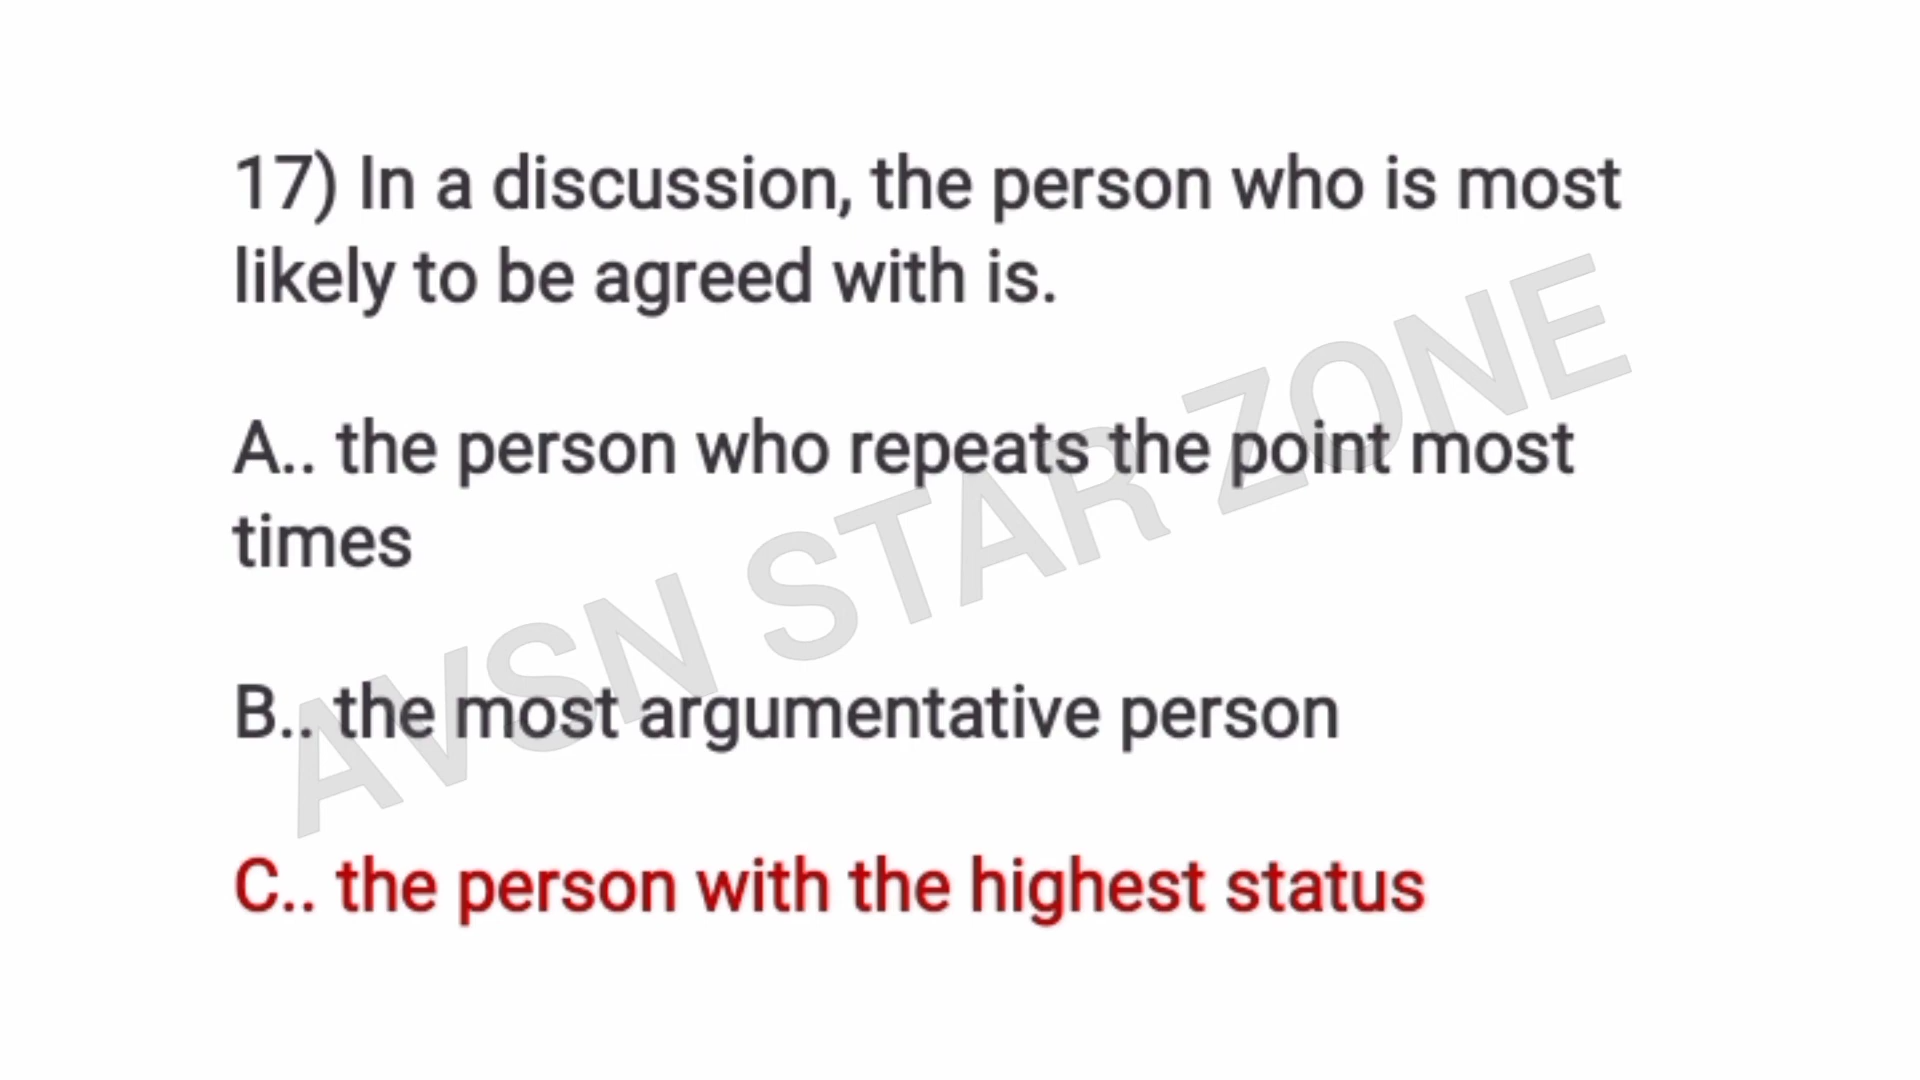 17) In a discussion, the person who is most
likely to be agreed with is.
A.. the person who repeats the point most
times
B.. the most argumentative person
C.. the person with the highest status
AVSN STAR ZONE